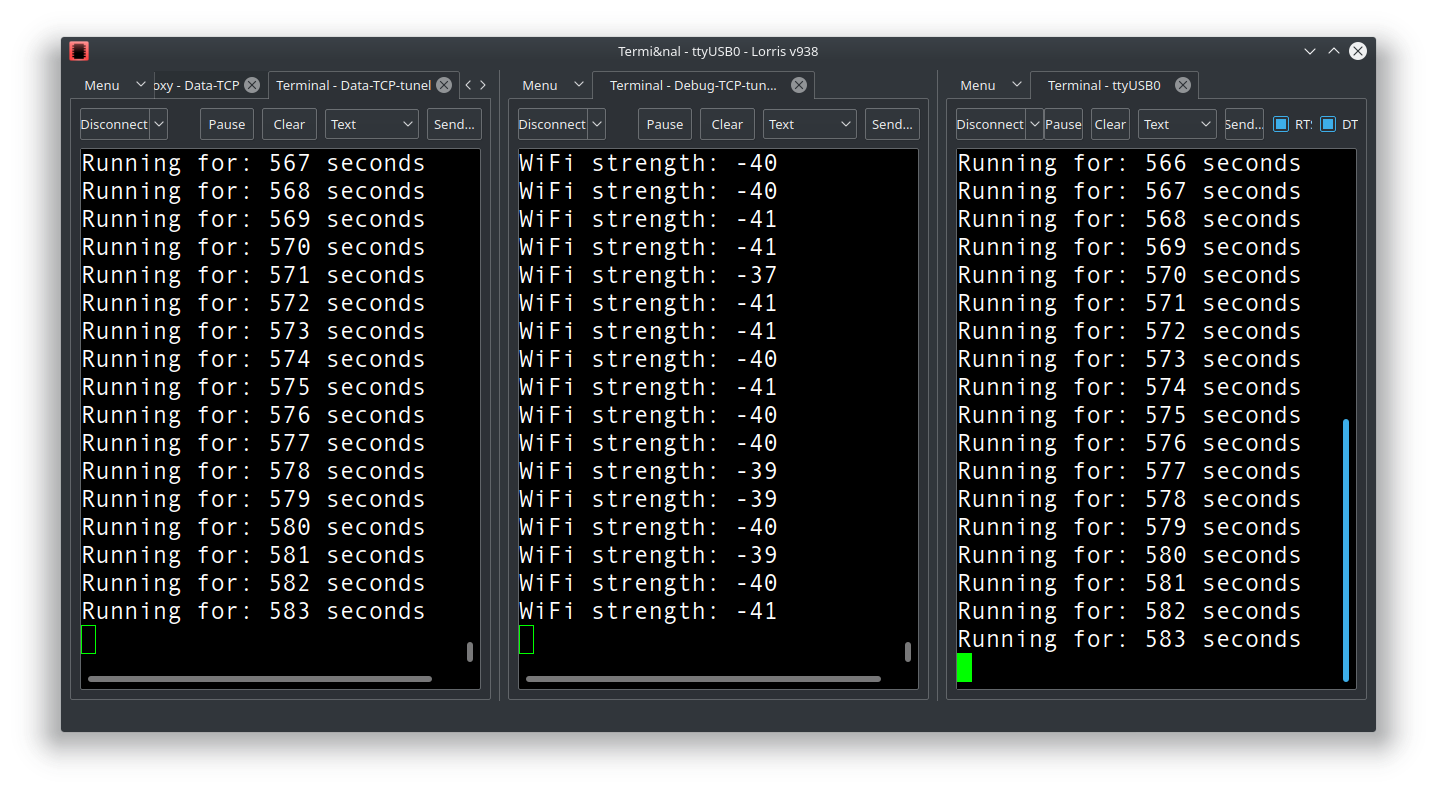 Termi&nal - ttyUSB0 - Lorris v938
Menu oxy - Data-TCP Terminal - Data-TCP-tunel
Disconnect Pause Clear Text Send...
Running for: 567 seconds
Running for: 568 seconds
Running for: 569 seconds
Running for: 570 seconds
Running for: 571 seconds
Running for: 572 seconds
Running for: 573 seconds
Running for: 574 seconds
Running for: 575 seconds
Running for: 576 seconds
Running for: 577 seconds
Running for: 578 seconds
Running for: 579 seconds
Running for: 580 seconds
Running for: 581 seconds
Running for: 582 seconds
Running for: 583 seconds
Menu Terminal - Debug-TCP-tun...
Disconnect Pause Clear Text Send...
WiFi strength: -40
WiFi strength: -40
WiFi strength: -41
WiFi strength: -41
WiFi strength: -37
WiFi strength: -41
WiFi strength: -41
WiFi strength: -40
WiFi strength: -41
WiFi strength: -40
WiFi strength: -40
WiFi strength: -39
WiFi strength: -39
WiFi strength: -40
WiFi strength: -39
WiFi strength: -40
WiFi strength: -41
Menu Terminal - ttyUSB0
Disconnect Pause Clear Text Send... RTS DT
Running for: 566 seconds
Running for: 567 seconds
Running for: 568 seconds
Running for: 569 seconds
Running for: 570 seconds
Running for: 571 seconds
Running for: 572 seconds
Running for: 573 seconds
Running for: 574 seconds
Running for: 575 seconds
Running for: 576 seconds
Running for: 577 seconds
Running for: 578 seconds
Running for: 579 seconds
Running for: 580 seconds
Running for: 581 seconds
Running for: 582 seconds
Running for: 583 seconds